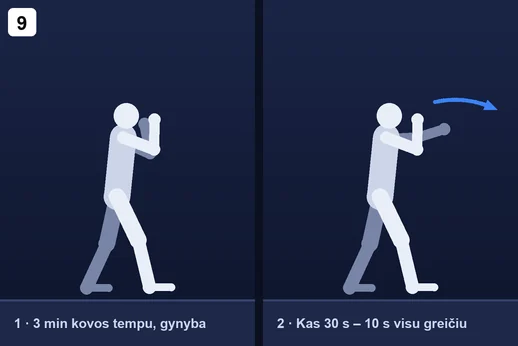 9
1 · 3 min kovos tempu, gynyba
2 · Kas 30 s – 10 s visu greičiu